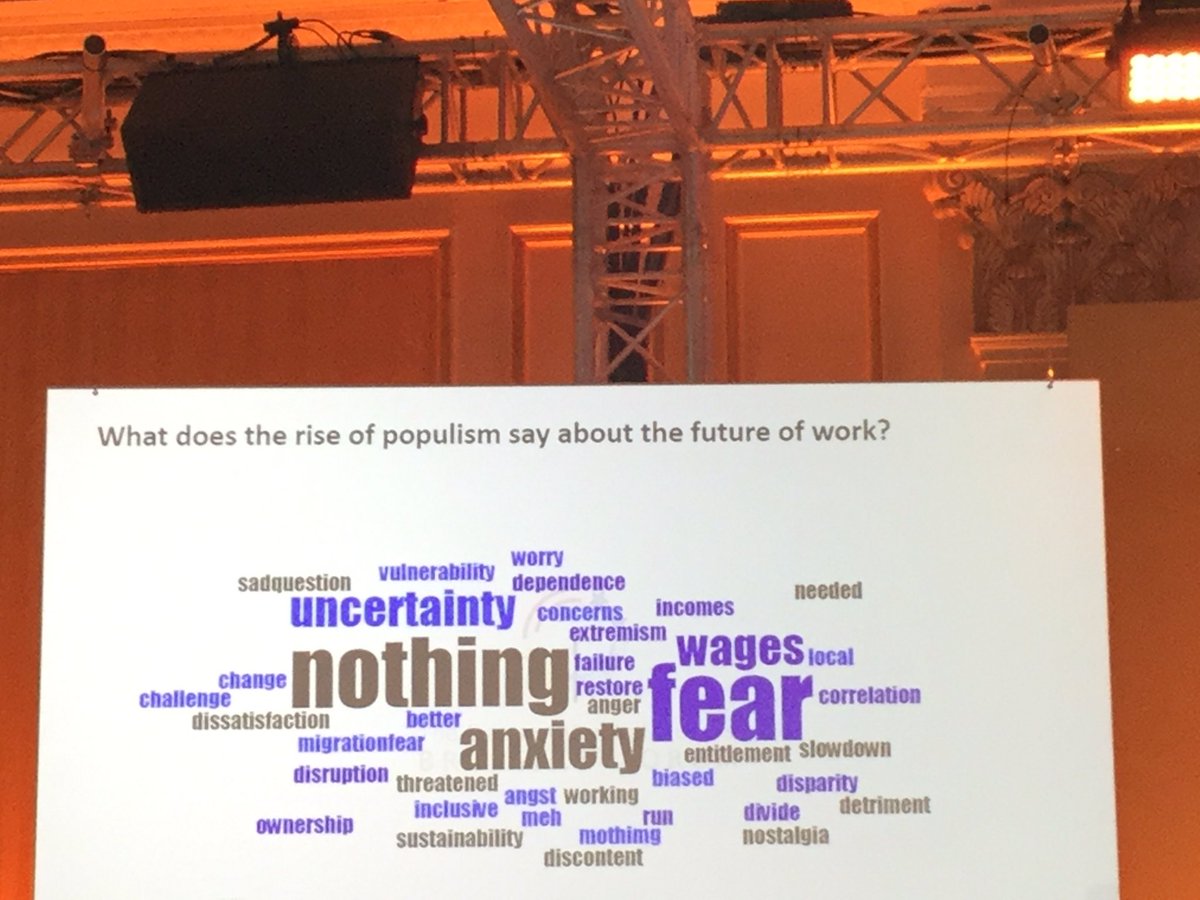 What does the rise of populism say about the future of work?
worry
vulnerability
sadquestion
dependence
needed
uncertainty
concerns
incomes
extremism
wages
local
nothing
failure
change
restore
fear
correlation
challenge
anger
dissatisfaction
better
migrationfear
anxiety
entitlement
slowdown
disruption
threatened
biased
disparity
angst
working
inclusive
meh
run
divide
detriment
ownership
sustainability
mothimg
nostalgia
discontent